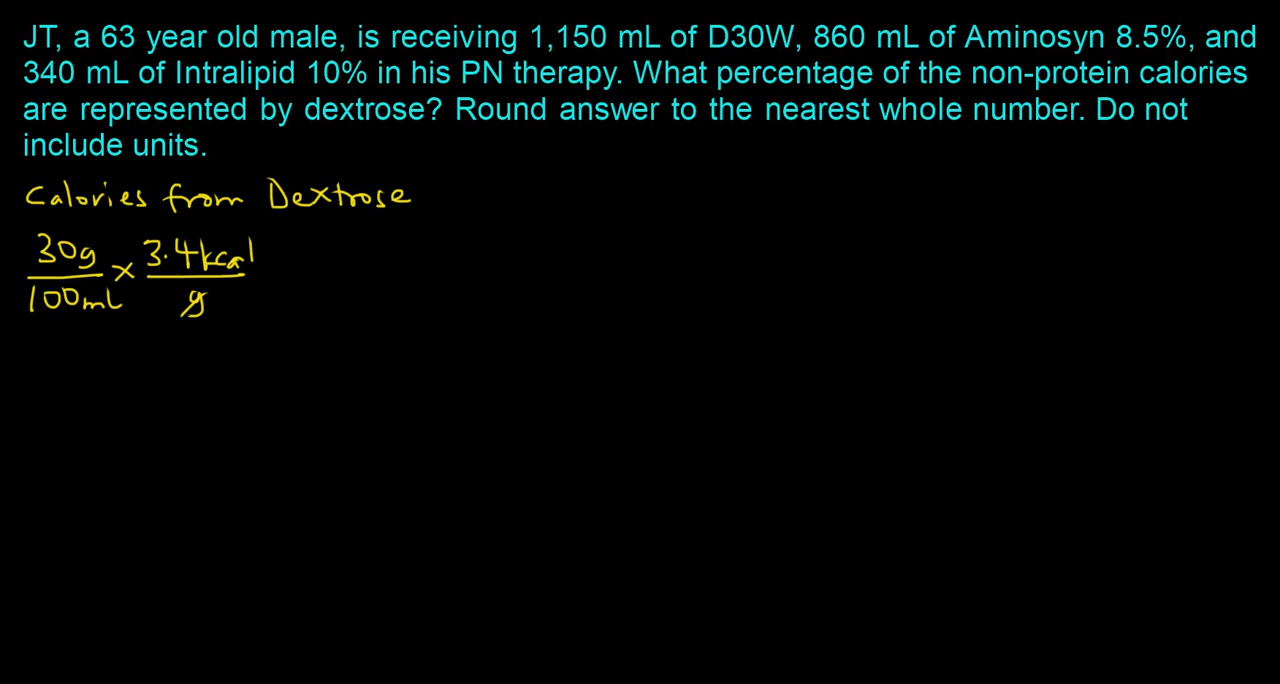 JT, a 63 year old male, is receiving 1,150 mL of D30W, 860 mL of Aminosyn 8.5%, and
340 mL of Intralipid 10% in his PN therapy. What percentage of the non-protein calories
are represented by dextrose? Round answer to the nearest whole number. Do not
include units.
Calories from Dextrose
30g/100mL × 3.4kcal/g